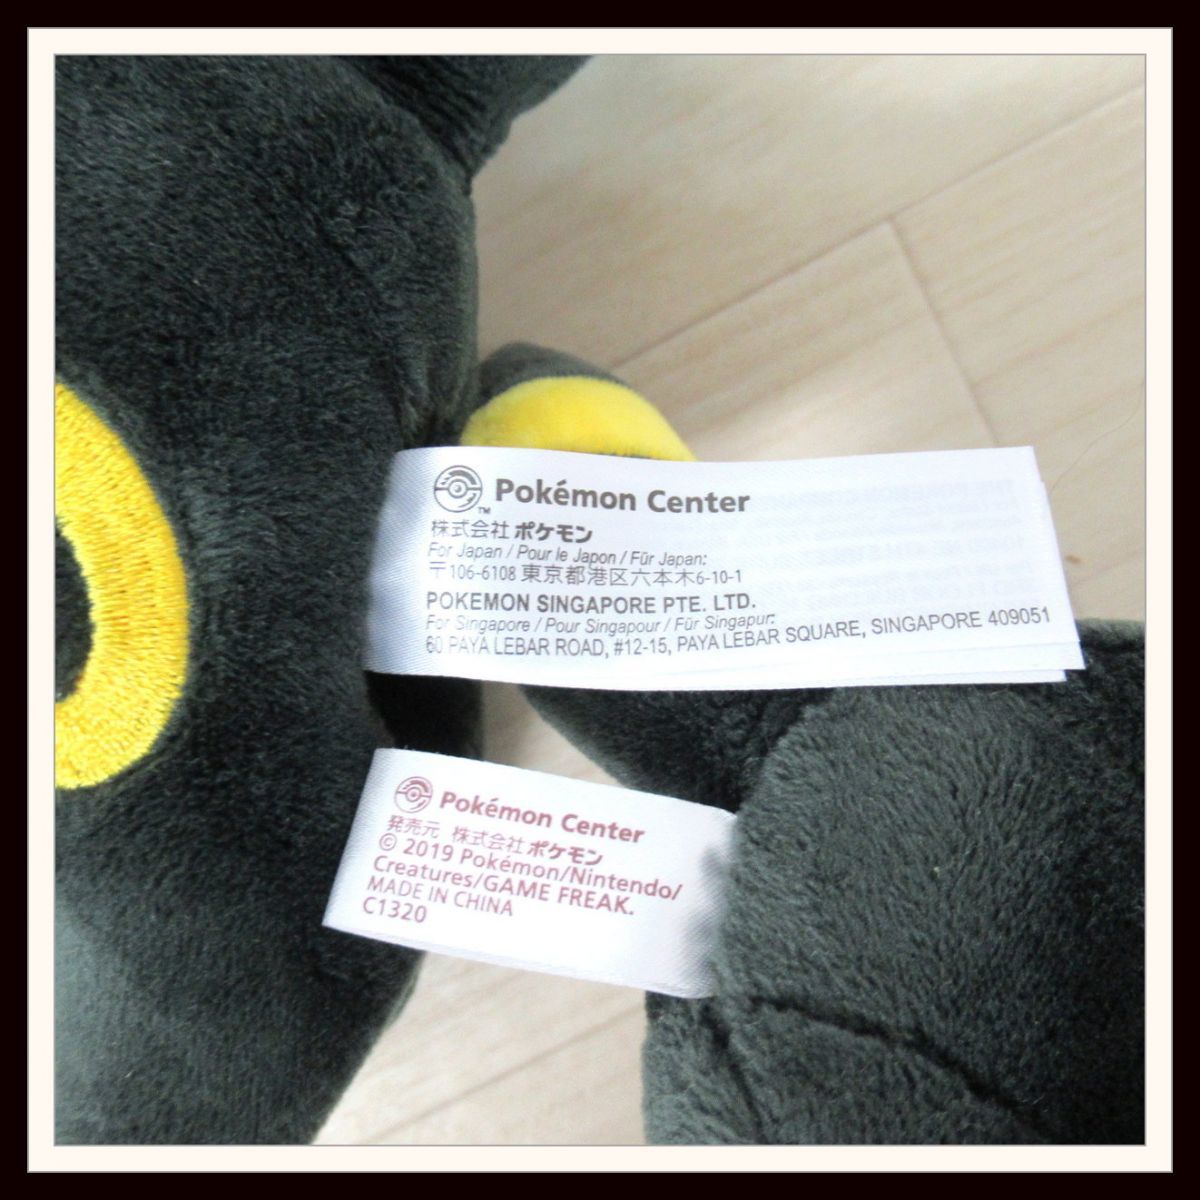 Pokémon Center
TM
株式会社 ポケモン
For Japan / Pour le Japon / Für Japan:
〒106-6108 東京都港区六本木6-10-1
POKEMON SINGAPORE PTE. LTD.
For Singapore / Pour Singapour / Für Singapur:
60 PAYA LEBAR ROAD, #12-15, PAYA LEBAR SQUARE, SINGAPORE 409051
Pokémon Center
発売元 株式会社 ポケモン
© 2019 Pokémon/Nintendo/
Creatures/GAME FREAK.
MADE IN CHINA
C1320